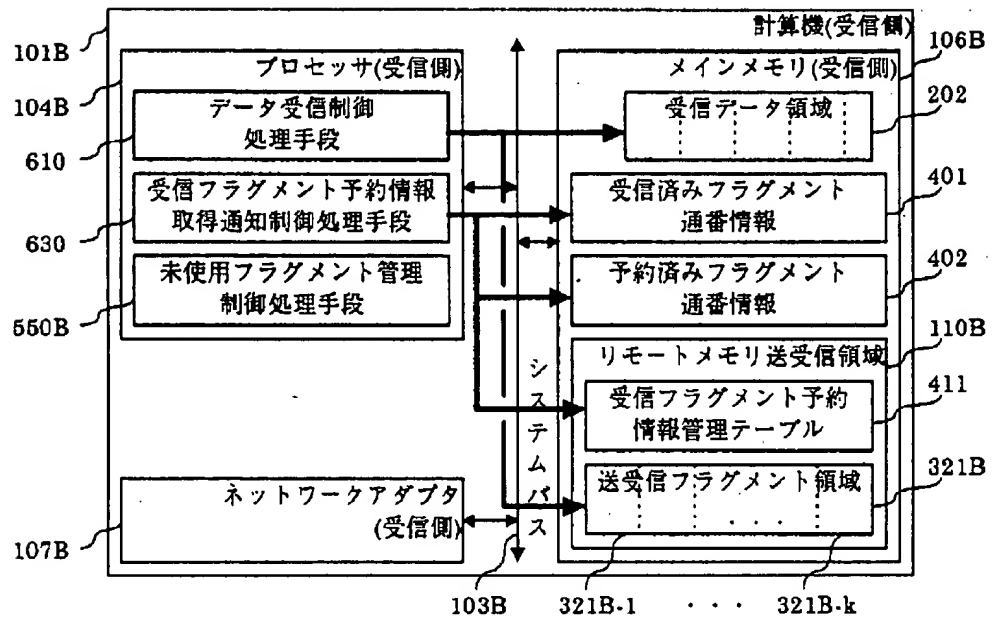 計算機(受信側)
101B
106B
プロセッサ(受信側)
メインメモリ(受信側)
104B
データ受信制御
処理手段
受信データ領域
202
610
受信フラグメント予約情報
取得通知制御処理手段
受信済みフラグメント
通番情報
401
630
未使用フラグメント管理
制御処理手段
予約済みフラグメント
通番情報
402
550B
110B
リモートメモリ送受信領域
システムバス
受信フラグメント予約
情報管理テーブル
411
送受信フラグメント領域
321B
・・・
ネットワークアダプタ
(受信側)
107B
103B
321B-1 ・・・ 321B-k